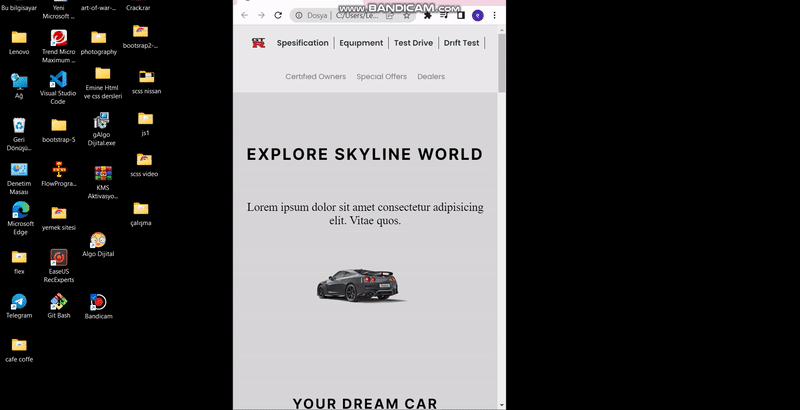 Bu bilgisayar
Yeni
Microsoft ...
art-of-war-...
Crack.rar
Lenovo
Trend Micro
Maximum ...
photography
bootstrap2-...
Ağ
Visual Studio
Code
Emine Html
ve css dersleri
scss nissan
Geri
Dönüşü...
bootstrap-5
gAlgo
Dijital.exe
js1
Denetim
Masası
FlowProgra...
KMS
Aktivasyo...
scss video
Microsoft
Edge
yemek sitesi
Algo Dijital
çalışma
flex
EaseUS
RecExperts
Telegram
Git Bash
Bandicam
cafe coffe
www.BANDICAM.com
Dosya | C:/Users/Le...
GT
R
Spesification
Equipment
Test Drive
Drıft Test
Certified Owners
Special Offers
Dealers
EXPLORE SKYLINE WORLD
Lorem ipsum dolor sit amet consectetur adipisicing
elit. Vitae quos.
YOUR DREAM CAR